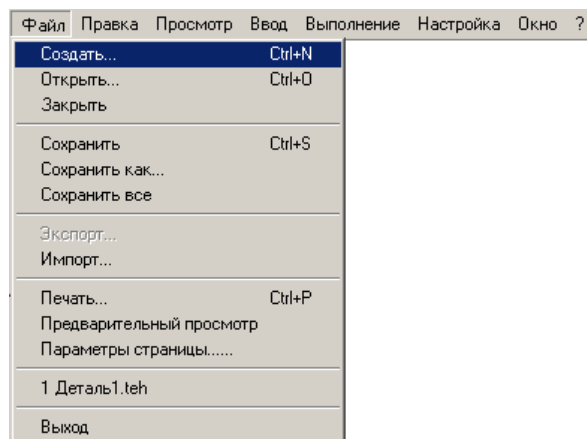 Файл Правка Просмотр Ввод Выполнение Настройка Окно ?
Создать... Ctrl+N
Открыть... Ctrl+O
Закрыть
Сохранить Ctrl+S
Сохранить как...
Сохранить все
Экспорт...
Импорт...
Печать... Ctrl+P
Предварительный просмотр
Параметры страницы......
1 Деталь1.teh
Выход